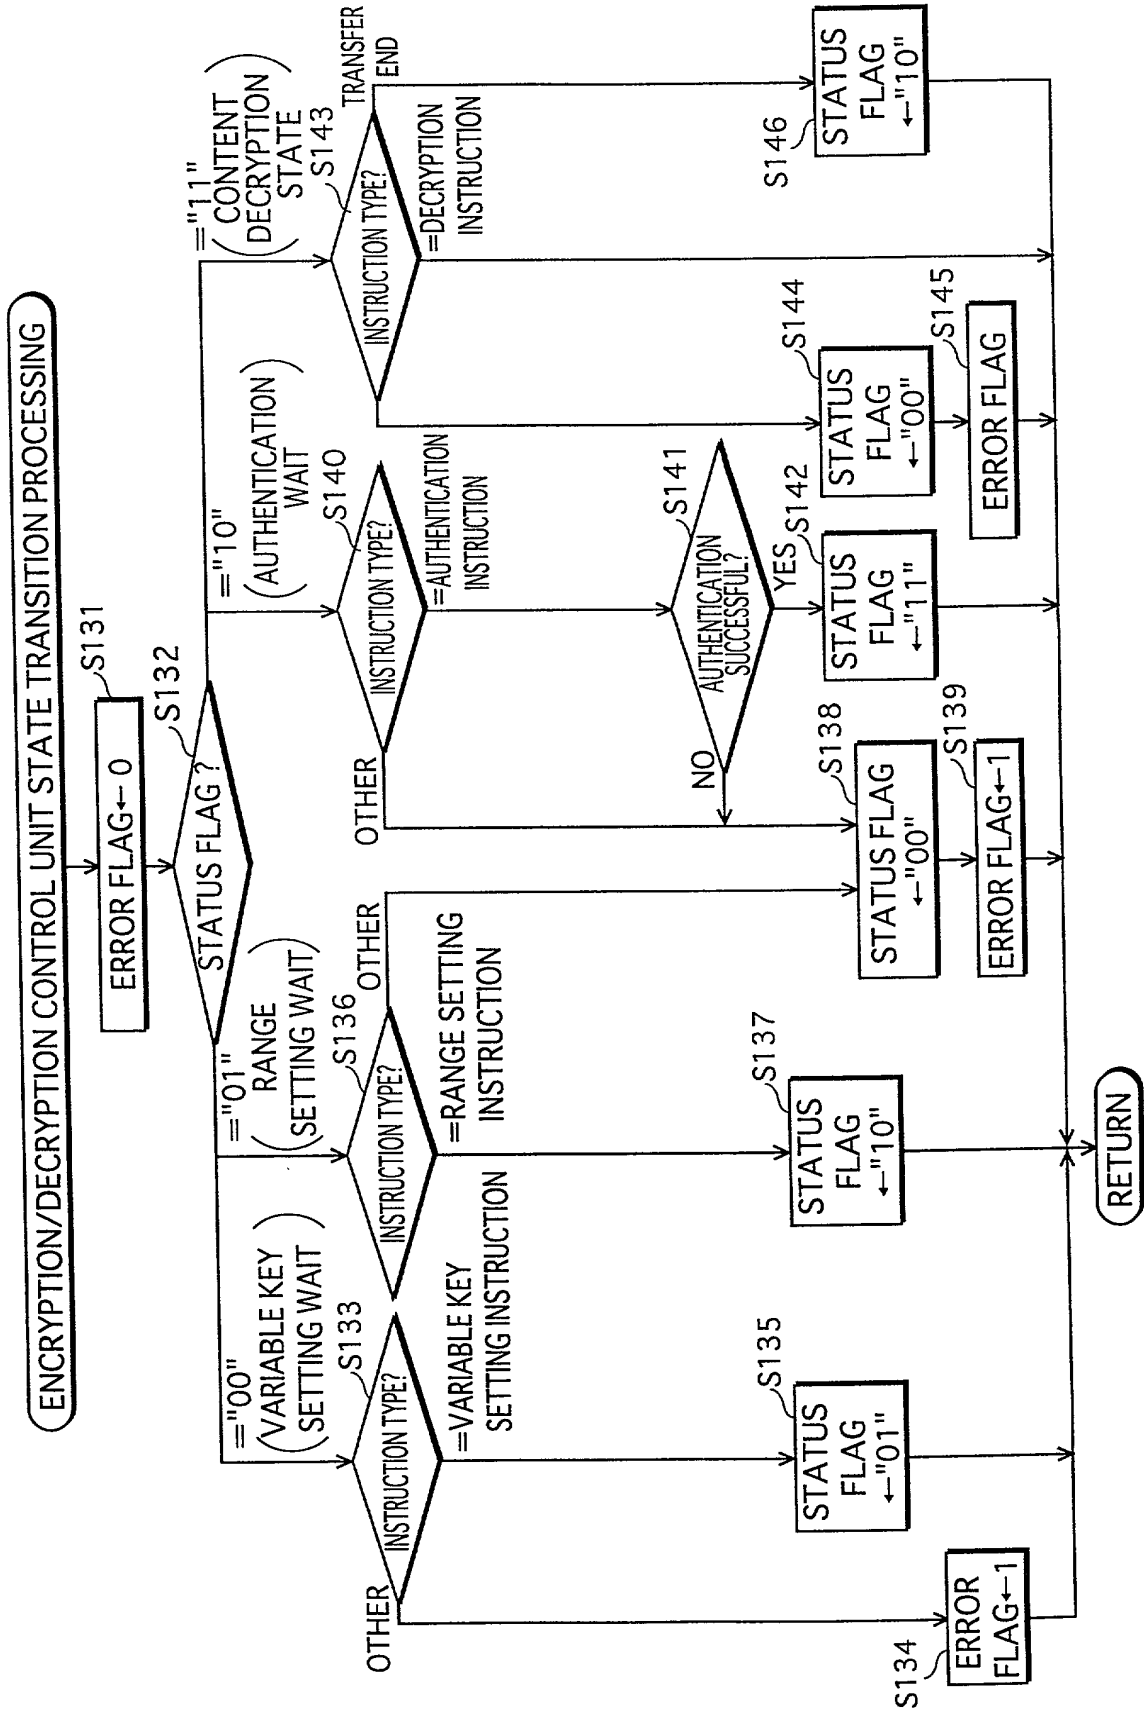 ENCRYPTION/DECRYPTION CONTROL UNIT STATE TRANSITION PROCESSING
S131
ERROR FLAG←0
S132
STATUS FLAG ?
="00"
(VARIABLE KEY
SETTING WAIT)
="01"
(RANGE
SETTING WAIT)
="10"
(AUTHENTICATION
WAIT)
="11"
(CONTENT
DECRYPTION
STATE)
S133
INSTRUCTION TYPE?
OTHER
=VARIABLE KEY
SETTING INSTRUCTION
S136
INSTRUCTION TYPE?
OTHER
=RANGE SETTING
INSTRUCTION
S140
INSTRUCTION TYPE?
OTHER
=AUTHENTICATION
INSTRUCTION
S143
INSTRUCTION TYPE?
TRANSFER
END
=DECRYPTION
INSTRUCTION
S141
AUTHENTICATION
SUCCESSFUL?
NO
YES
S134
ERROR
FLAG←1
S135
STATUS
FLAG
←"01"
S137
STATUS
FLAG
←"10"
S138
STATUS FLAG
←"00"
S139
ERROR FLAG←1
S142
STATUS
FLAG
←"11"
S144
STATUS
FLAG
←"00"
S145
ERROR FLAG
S146
STATUS
FLAG
←"10"
RETURN